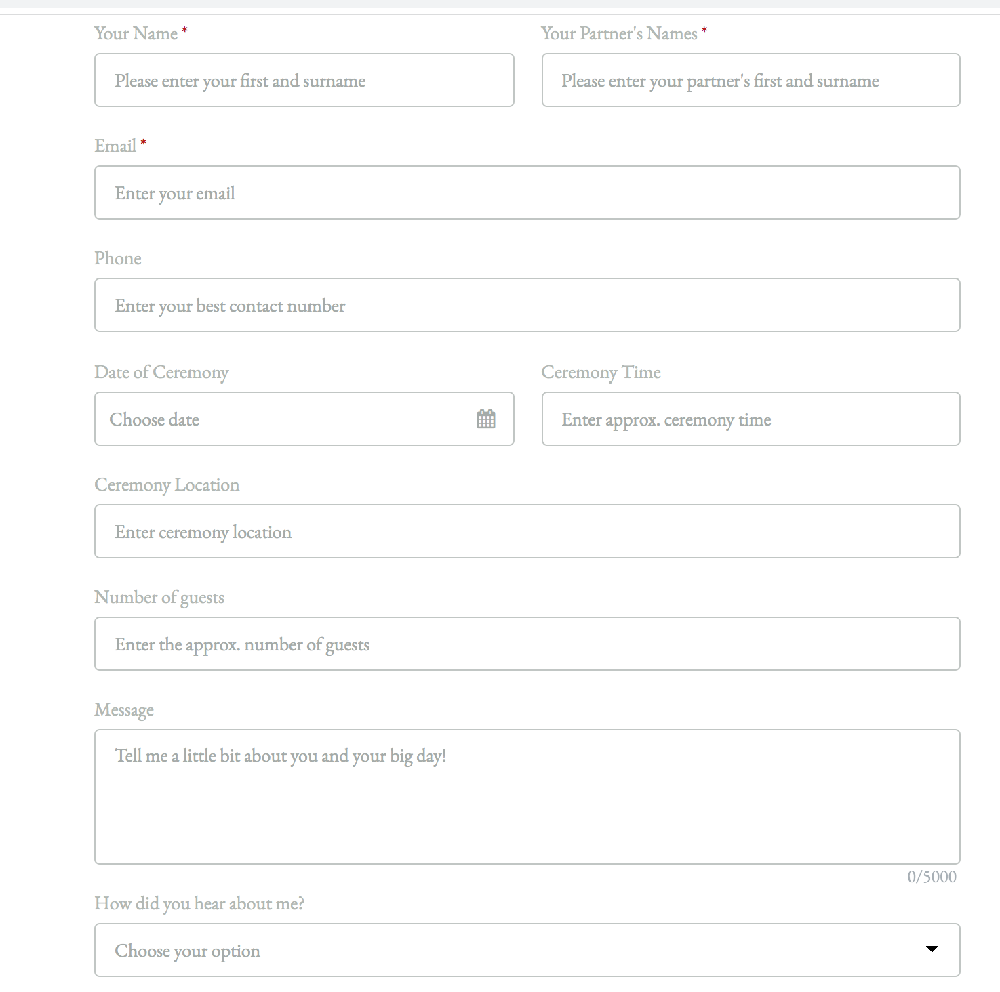 Your Name *
Your Partner's Names *
Please enter your first and surname
Please enter your partner's first and surname
Email *
Enter your email
Phone
Enter your best contact number
Date of Ceremony
Ceremony Time
Choose date
Enter approx. ceremony time
Ceremony Location
Enter ceremony location
Number of guests
Enter the approx. number of guests
Message
Tell me a little bit about you and your big day!
0/5000
How did you hear about me?
Choose your option